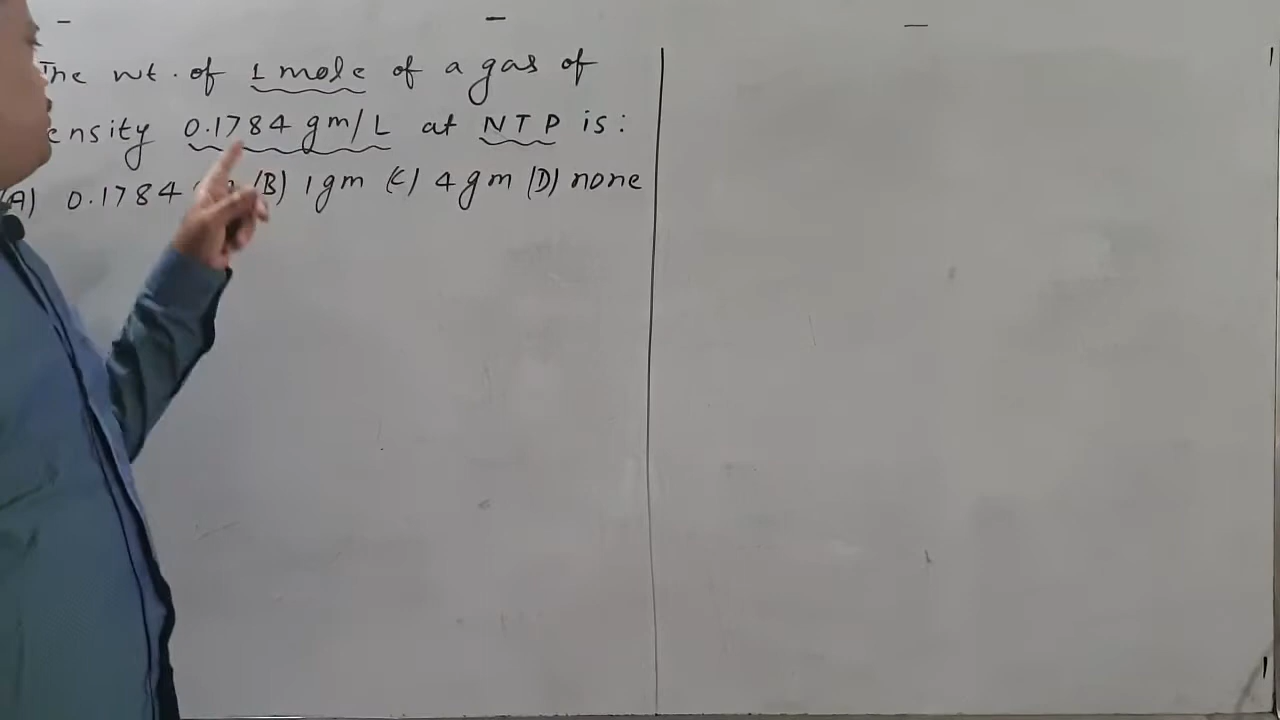 The wt. of 1 mole of a gas of
ensity 0.1784 gm/L at NTP is:
(A) 0.1784 (B) 1gm (C) 4gm (D) none